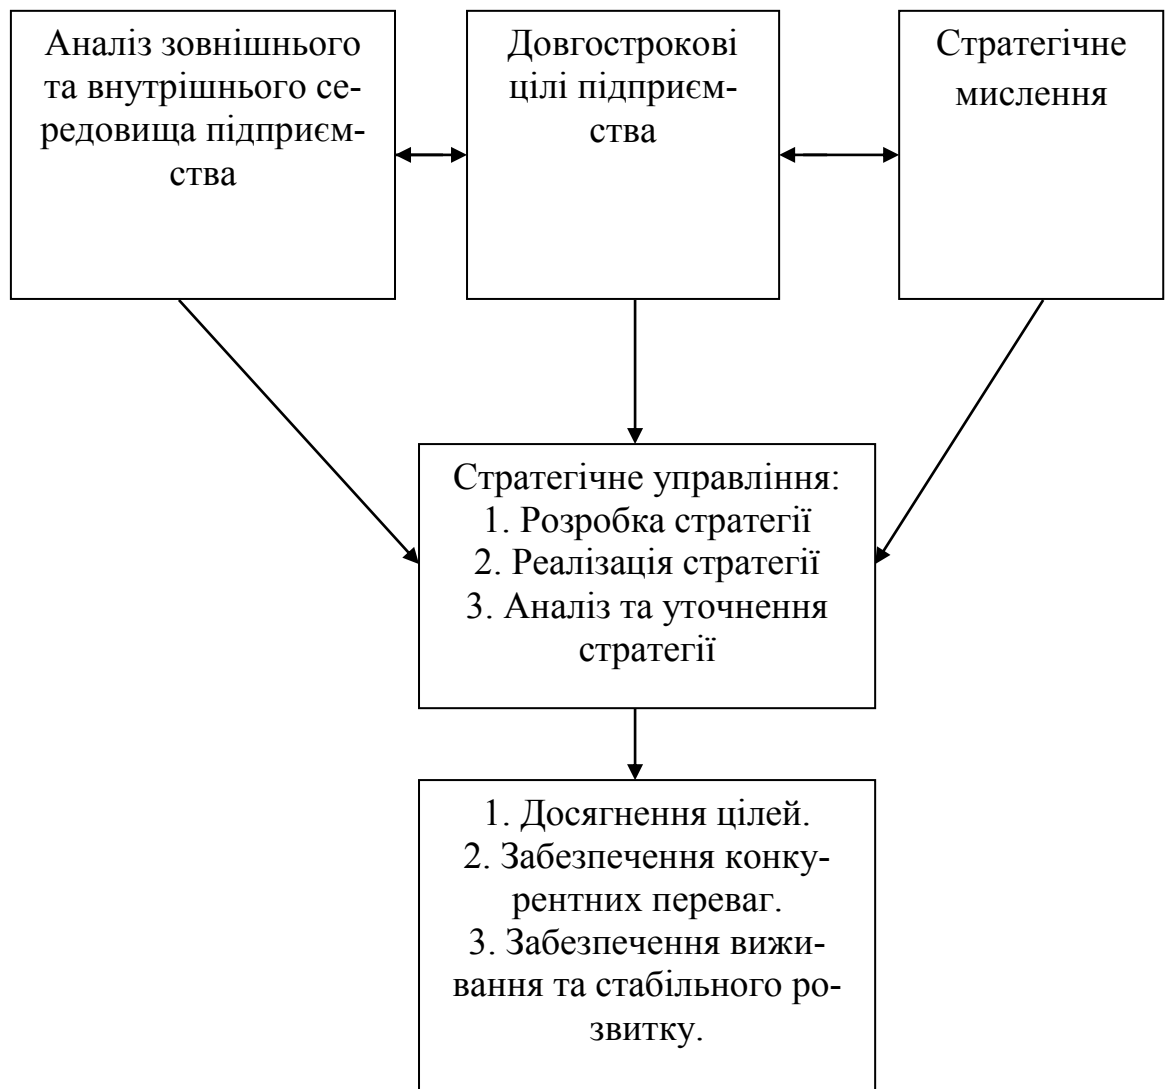 Аналіз зовнішнього
та внутрішнього се-
редовища підприєм-
ства
Довгострокові
цілі підприєм-
ства
Стратегічне
мислення
Стратегічне управління:
1. Розробка стратегії
2. Реалізація стратегії
3. Аналіз та уточнення
стратегії
1. Досягнення цілей.
2. Забезпечення конку-
рентних переваг.
3. Забезпечення вижи-
вання та стабільного ро-
звитку.